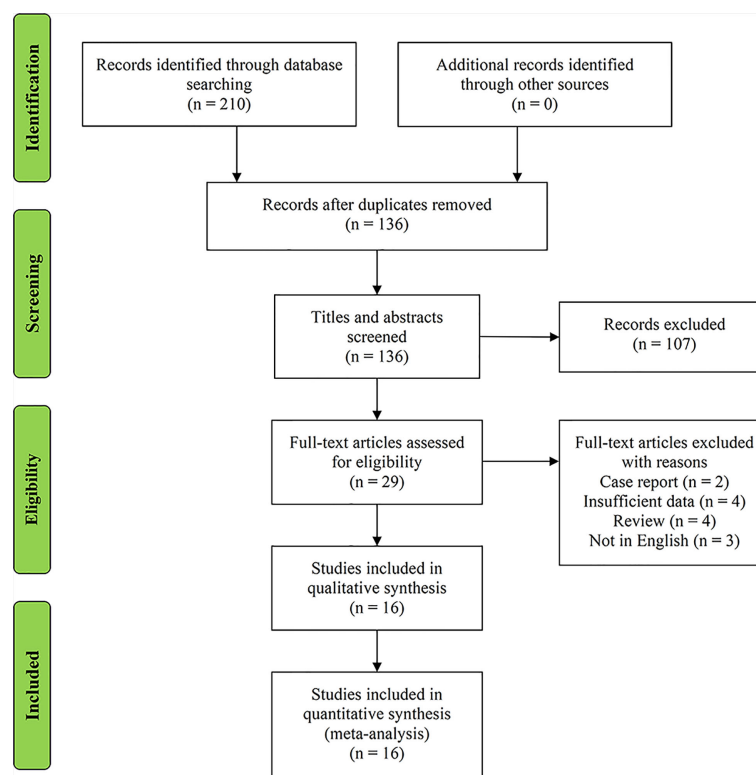 Identification
Records identified through database
searching
(n = 210)
Additional records identified
through other sources
(n = 0)
Records after duplicates removed
(n = 136)
Screening
Titles and abstracts
screened
(n = 136)
Records excluded
(n = 107)
Eligibility
Full-text articles assessed
for eligibility
(n = 29)
Full-text articles excluded
with reasons
Case report (n = 2)
Insufficient data (n = 4)
Review (n = 4)
Not in English (n = 3)
Studies included in
qualitative synthesis
(n = 16)
Included
Studies included in
quantitative synthesis
(meta-analysis)
(n = 16)